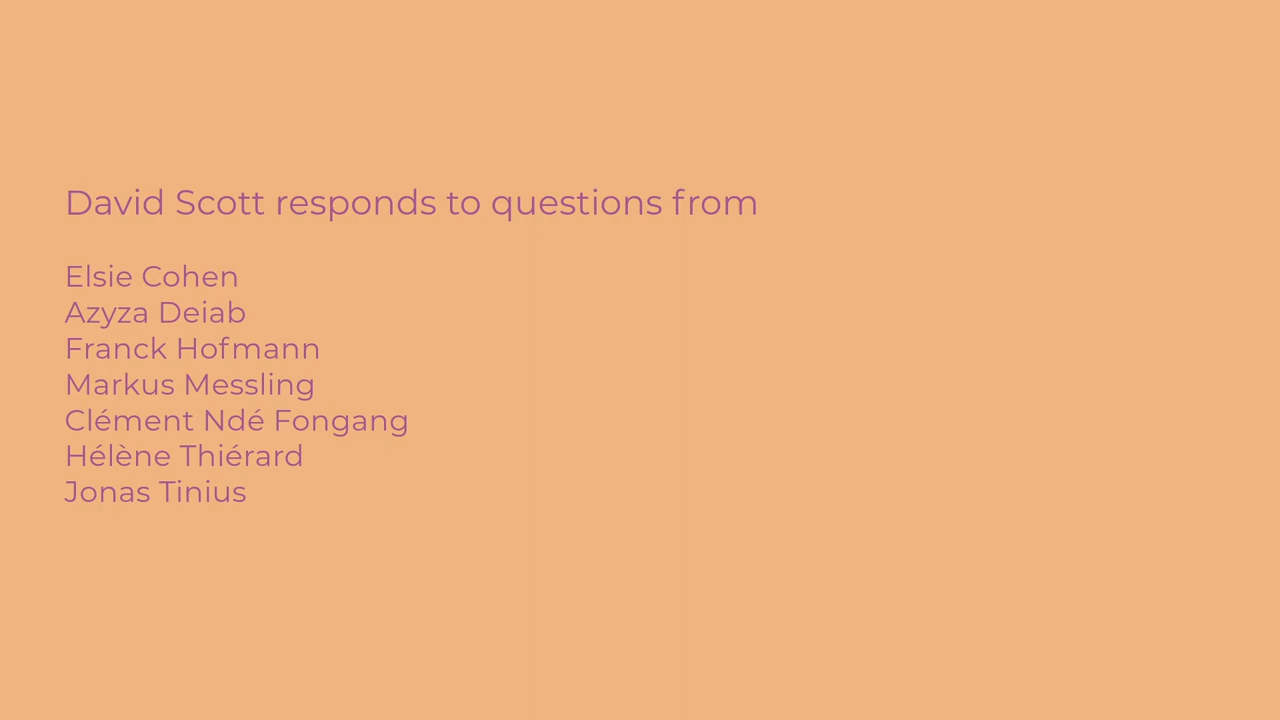 David Scott responds to questions from
Elsie Cohen
Azyza Deiab
Franck Hofmann
Markus Messling
Clément Ndé Fongang
Hélène Thiérard
Jonas Tinius